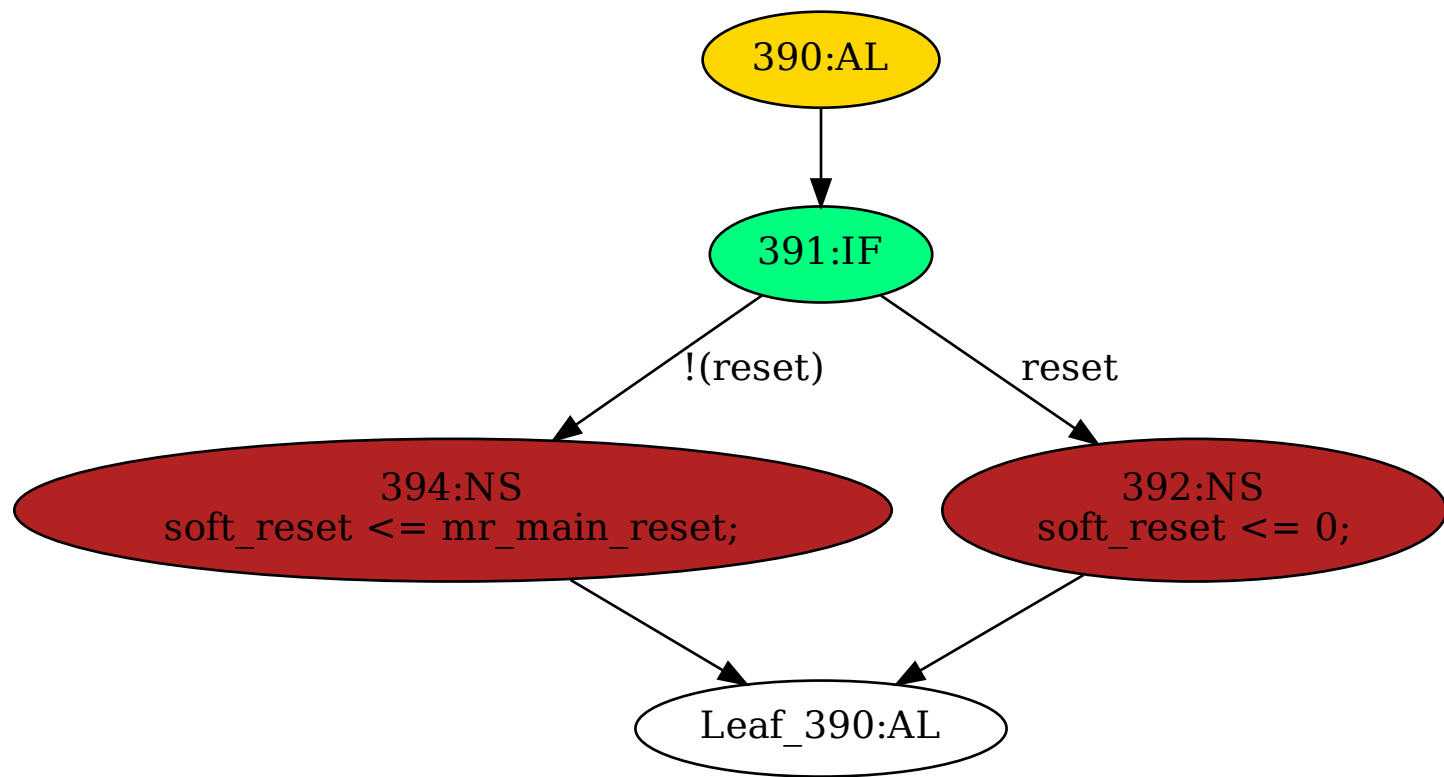 390:AL
391:IF
!(reset)
reset
394:NS
soft_reset <= mr_main_reset;
392:NS
soft_reset <= 0;
Leaf_390:AL